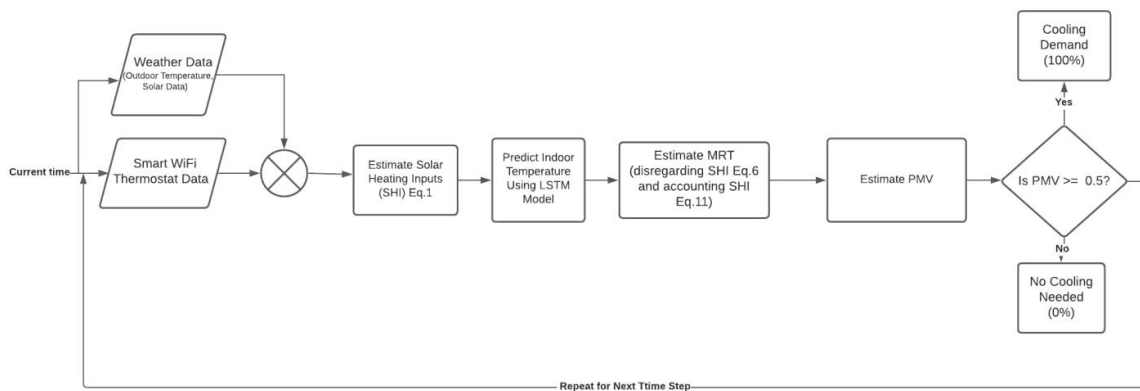 Current time
Weather Data
(Outdoor Temperature,
Solar Data)
Smart WiFi
Thermostat Data
Estimate Solar
Heating Inputs
(SHI) Eq.1
Predict Indoor
Temperature
Using LSTM
Model
Estimate MRT
(disregarding SHI Eq.6
and accounting SHI
Eq.11)
Estimate PMV
Is PMV >= 0.5?
Yes
Cooling
Demand
(100%)
No
No Cooling
Needed
(0%)
Repeat for Next Ttime Step